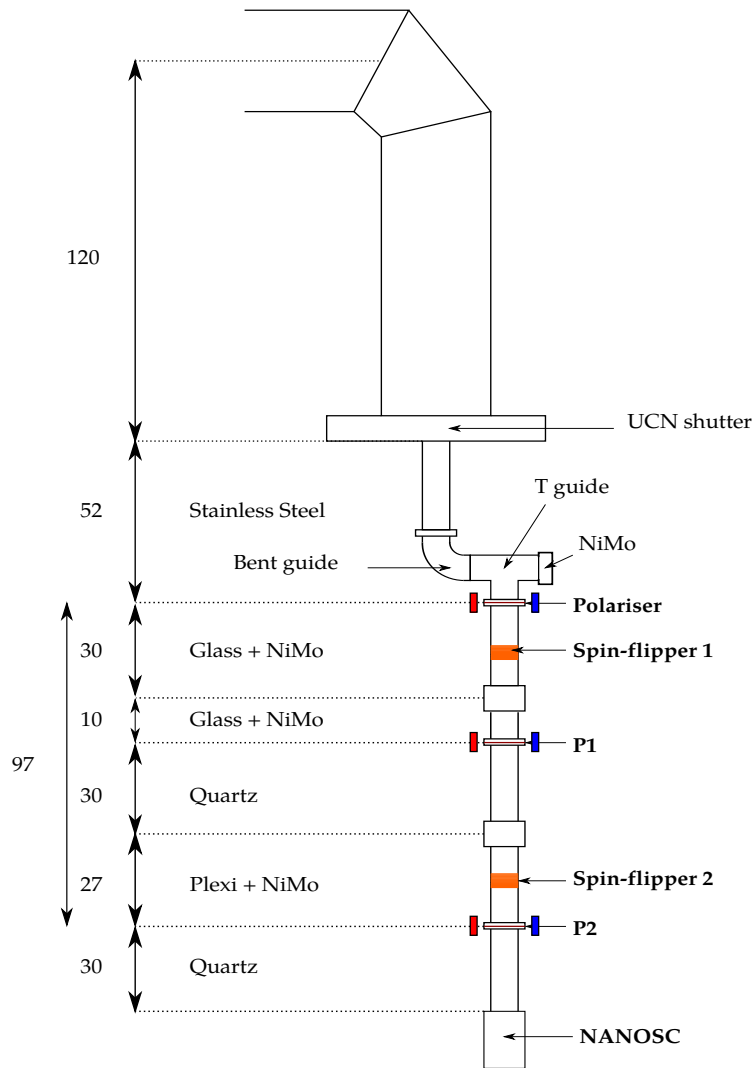 120
UCN shutter
52
Stainless Steel
T guide
Bent guide
NiMo
Polariser
30
Glass + NiMo
Spin-flipper 1
10
Glass + NiMo
P1
97
30
Quartz
27
Plexi + NiMo
Spin-flipper 2
P2
30
Quartz
NANOSC